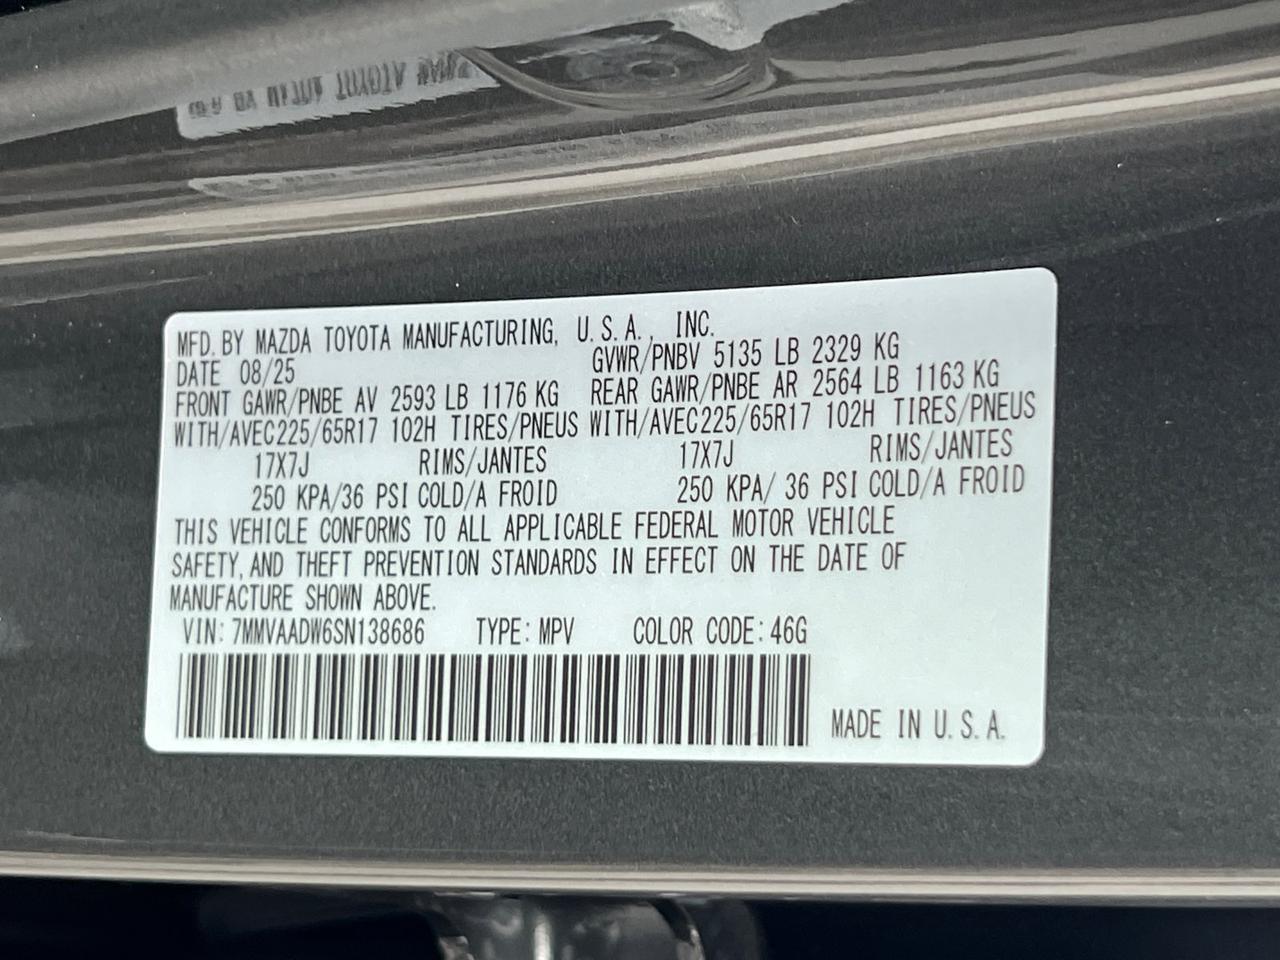 MFD. BY MAZDA TOYOTA MANUFACTURING, U. S. A., INC.
DATE 08/25 GVWR/PNBV 5135 LB 2329 KG
FRONT GAWR/PNBE AV 2593 LB 1176 KG REAR GAWR/PNBE AR 2564 LB 1163 KG
WITH/AVEC225/65R17 102H TIRES/PNEUS WITH/AVEC225/65R17 102H TIRES/PNEUS
17X7J RIMS/JANTES 17X7J RIMS/JANTES
250 KPA/36 PSI COLD/A FROID 250 KPA/ 36 PSI COLD/A FROID
THIS VEHICLE CONFORMS TO ALL APPLICABLE FEDERAL MOTOR VEHICLE
SAFETY, AND THEFT PREVENTION STANDARDS IN EFFECT ON THE DATE OF
MANUFACTURE SHOWN ABOVE.
VIN: 7MMVAADW6SN138686 TYPE: MPV COLOR CODE: 46G
MADE IN U. S. A.